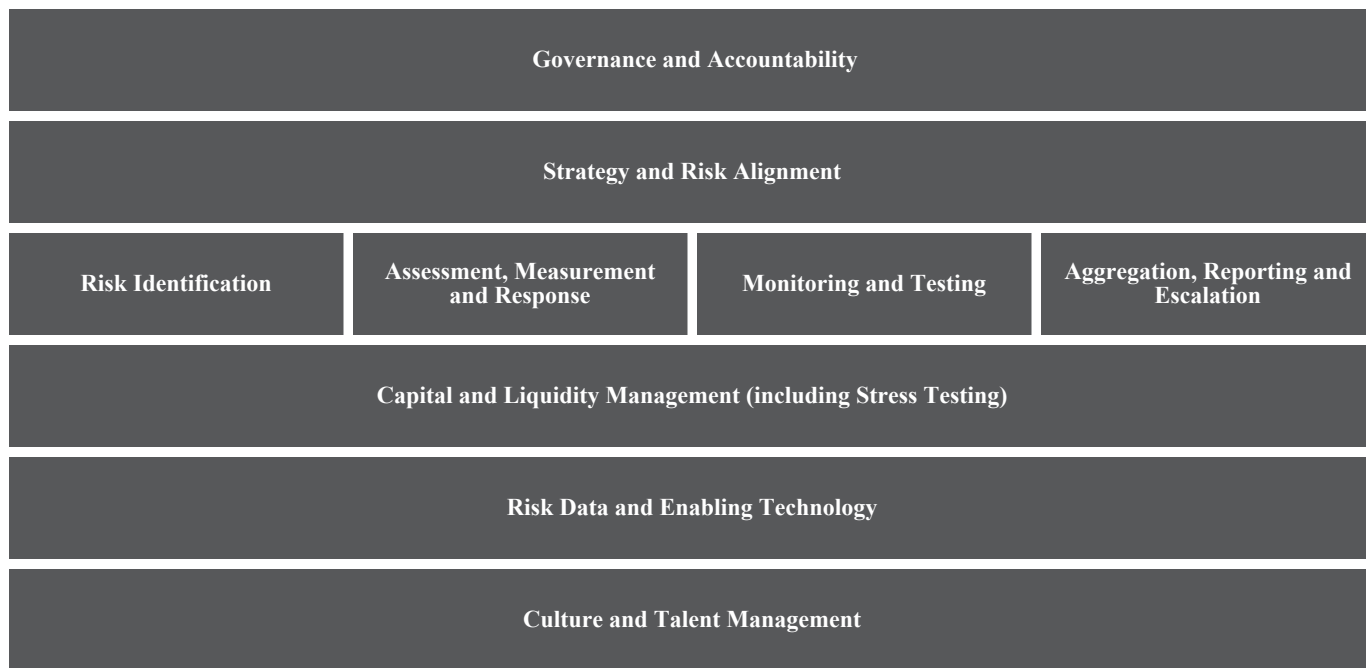 Governance and Accountability
Strategy and Risk Alignment
Risk Identification
Assessment, Measurement
and Response
Monitoring and Testing
Aggregation, Reporting and
Escalation
Capital and Liquidity Management (including Stress Testing)
Risk Data and Enabling Technology
Culture and Talent Management